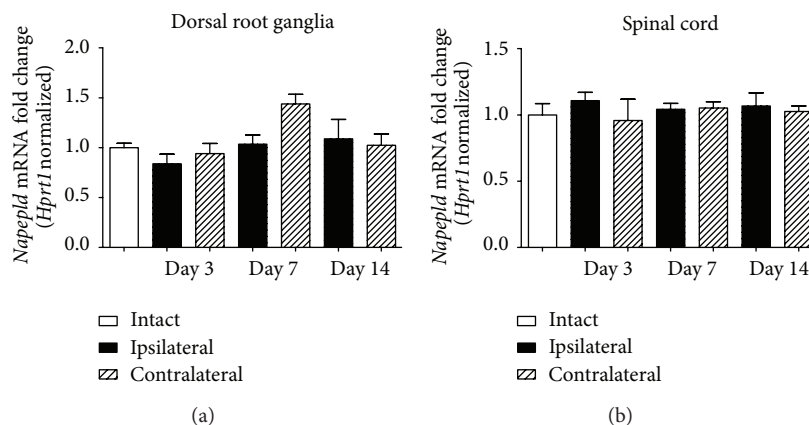 Dorsal root ganglia
Napepld mRNA fold change
(Hprt1 normalized)
2.0
1.5
1.0
0.5
0.0
Day 3 Day 7 Day 14
Intact
Ipsilateral
Contralateral
(a)
Spinal cord
Napepld mRNA fold change
(Hprt1 normalized)
1.5
1.0
0.5
0.0
Day 3 Day 7 Day 14
Intact
Ipsilateral
Contralateral
(b)